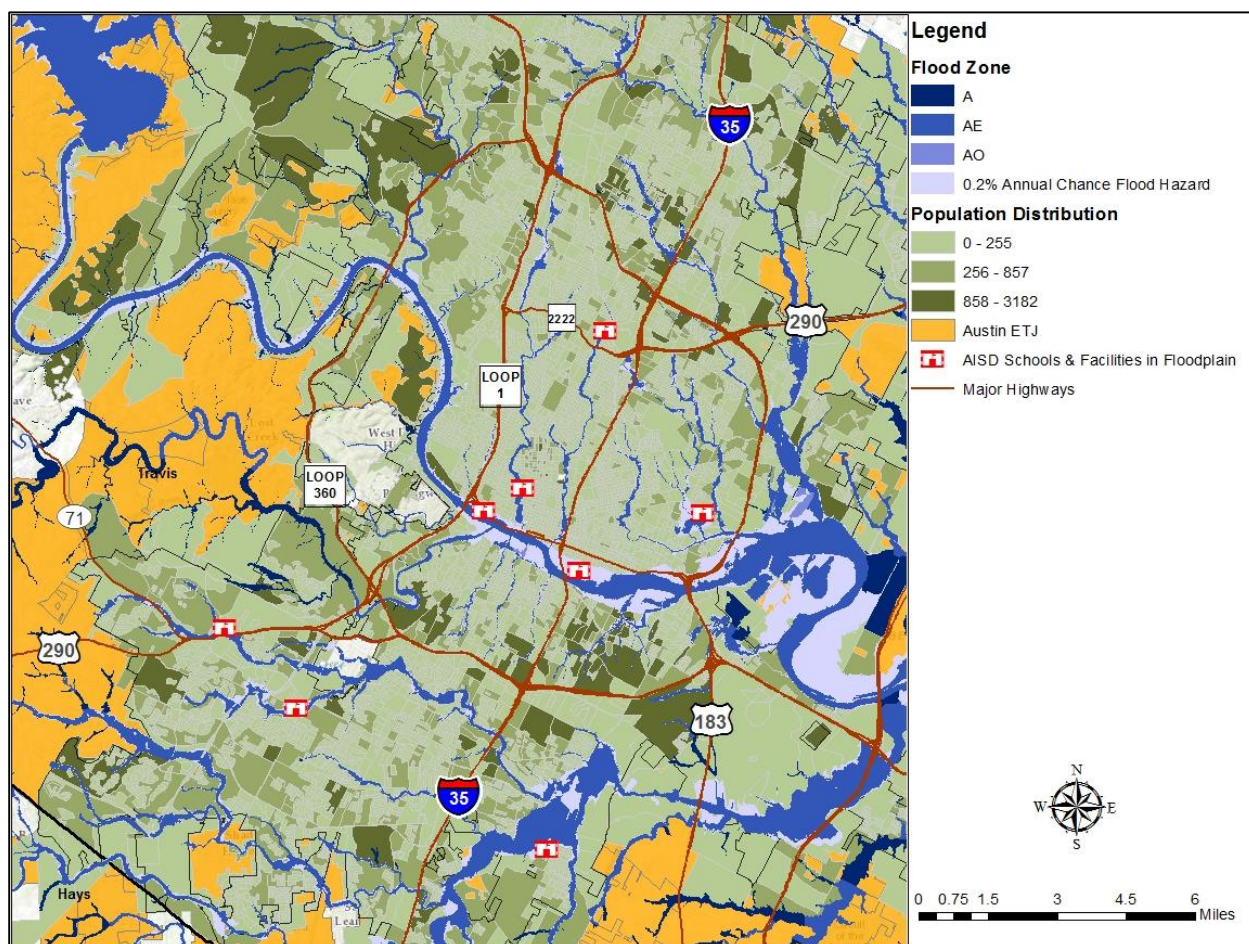 Legend
Flood Zone
A
AE
AO
0.2% Annual Chance Flood Hazard
Population Distribution
0 - 255
256 - 857
858 - 3182
Austin ETJ
AISD Schools & Facilities in Floodplain
Major Highways
35
290
2222
LOOP
1
West
LOOP
360
Travis
71
290
183
35
Hays
N
W E
S
0 0.75 1.5 3 4.5 6
Miles